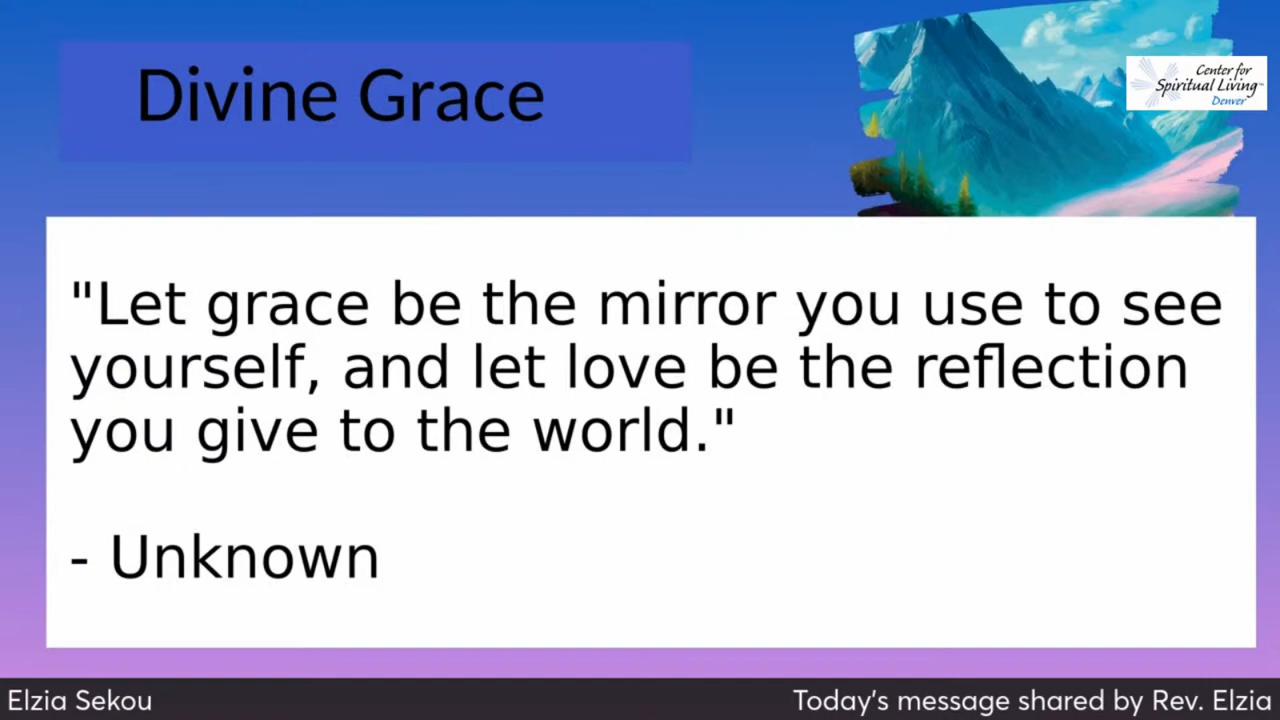 Divine Grace
Center for
Spiritual Living™
Denver
"Let grace be the mirror you use to see
yourself, and let love be the reflection
you give to the world."
- Unknown
Elzia Sekou
Today's message shared by Rev. Elzia